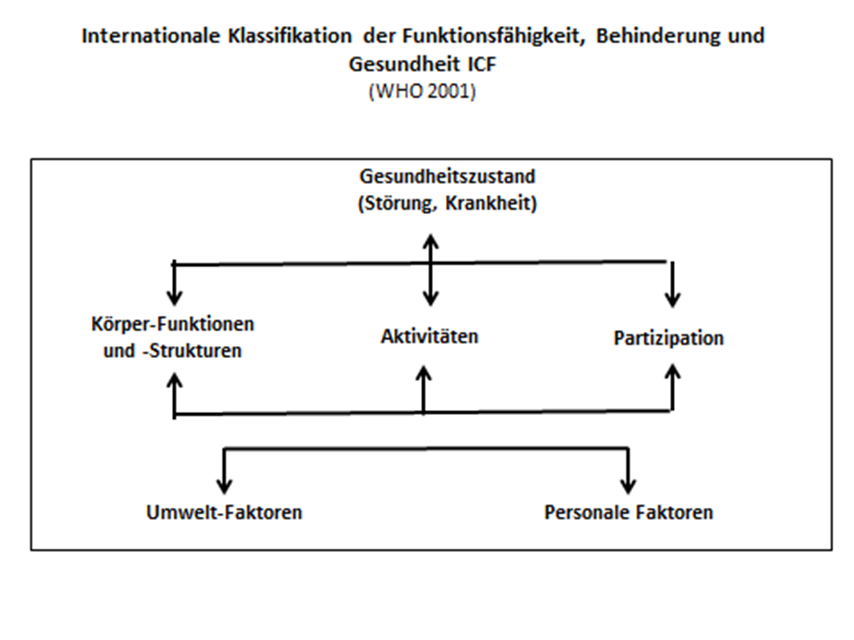 Internationale Klassifikation der Funktionsfähigkeit, Behinderung und
Gesundheit ICF
(WHO 2001)
Gesundheitszustand
(Störung, Krankheit)
Körper-Funktionen
und -Strukturen
Aktivitäten
Partizipation
Umwelt-Faktoren
Personale Faktoren